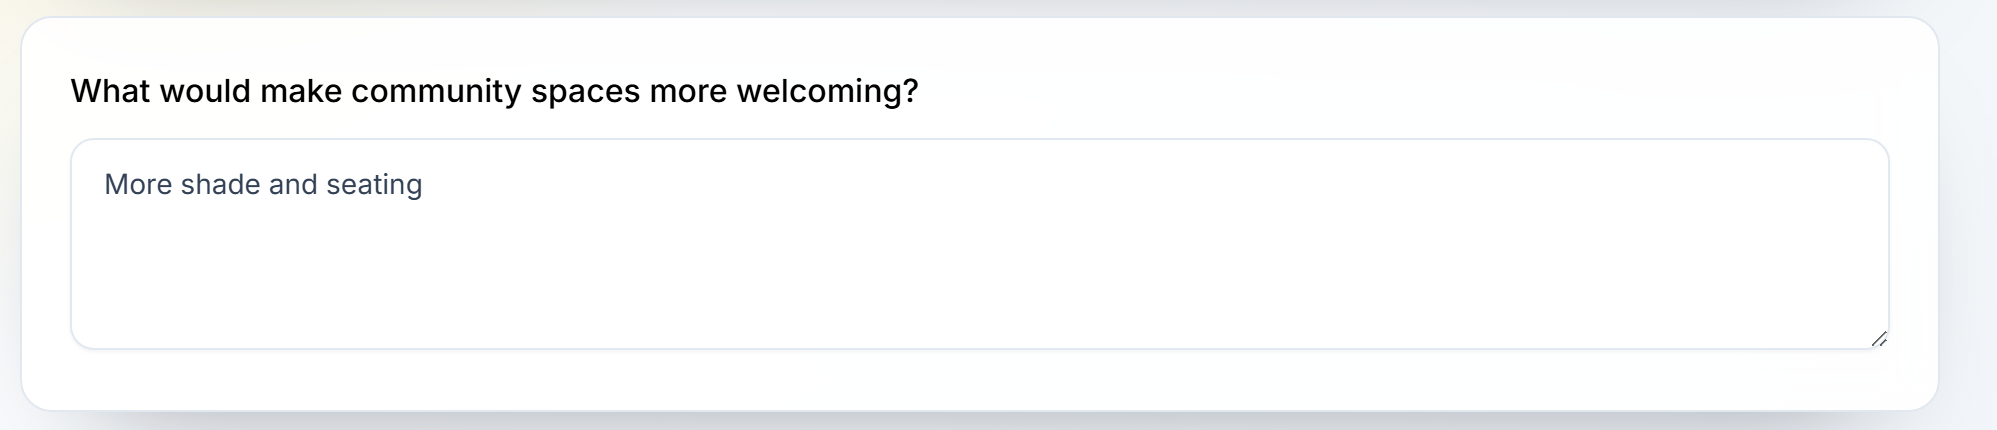 What would make community spaces more welcoming?
More shade and seating